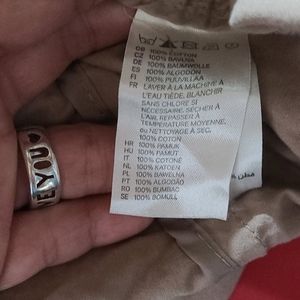 GB 100% COTTON
CZ 100% BAVLNA
DE 100% BAUMWOLLE
ES 100% ALGODÓN
FI 100% PUUVILLAA
FR LAVER À LA MACHINE À
L'EAU TIÈDE, BLANCHIR
SANS CHLORE SI
NÉCESSAIRE, SÉCHER À
L'AIR, REPASSER À
TEMPÉRATURE MOYENNE,
OU NETTOYAGE À SEC.
100% COTON
HR 100% PAMUK
HU 100% PAMUT
IT 100% COTONE
NL 100% KATOEN
PL 100% BAWEŁNA
PT 100% ALGODÃO
RO 100% BUMBAC
SE 100% BOMULL
E YOU